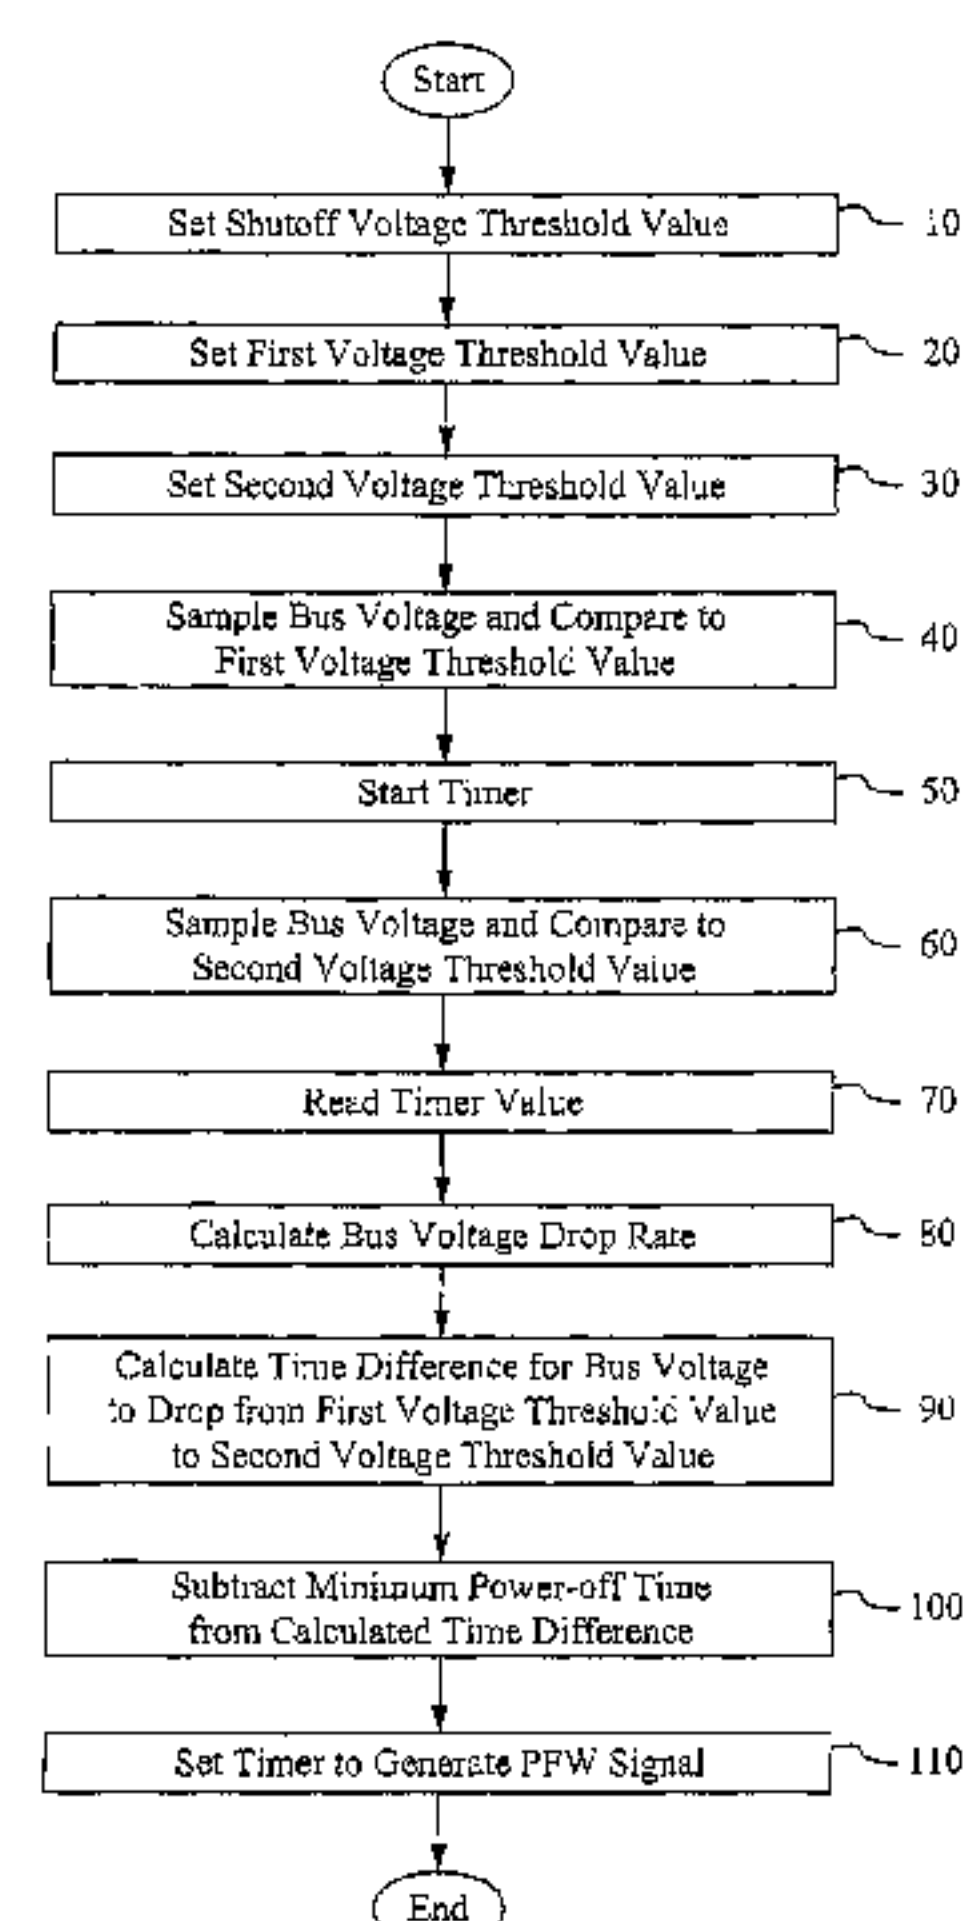 Start
Set Shutoff Voltage Threshold Value
10
Set First Voltage Threshold Value
20
Set Second Voltage Threshold Value
30
Sample Bus Voltage and Compare to
First Voltage Threshold Value
40
Start Timer
50
Sample Bus Voltage and Compare to
Second Voltage Threshold Value
60
Read Timer Value
70
Calculate Bus Voltage Drop Rate
80
Calculate Time Difference for Bus Voltage
to Drop from First Voltage Threshold Value
to Second Voltage Threshold Value
90
Subtract Minimum Power-off Time
from Calculated Time Difference
100
Set Timer to Generate PFW Signal
110
End